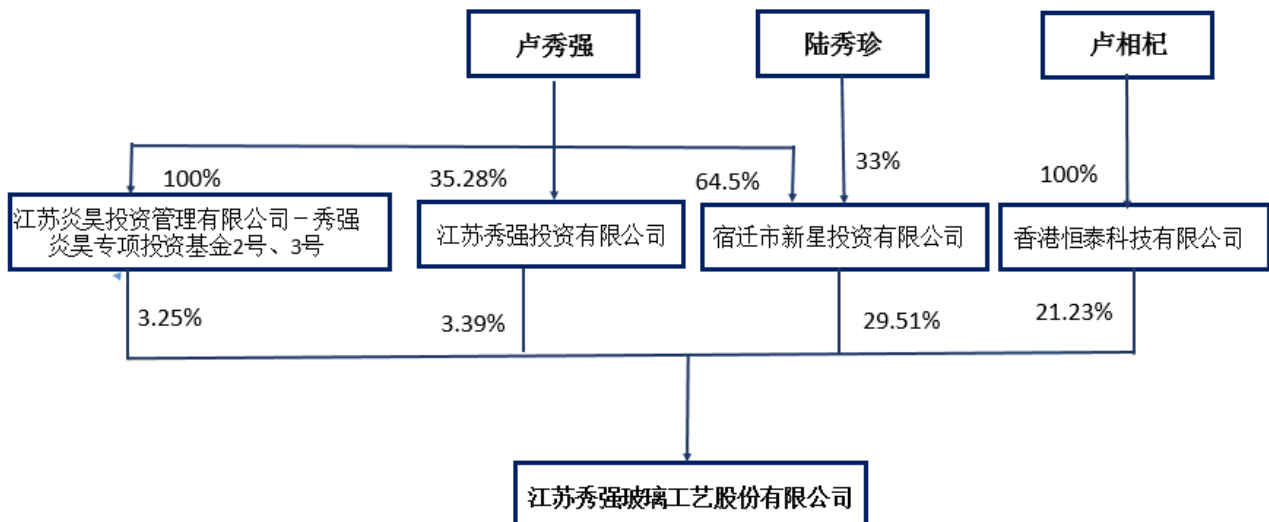 卢秀强
陆秀珍
卢相杞
100%
35.28%
64.5%
33%
100%
江苏炎昊投资管理有限公司－秀强
炎昊专项投资基金2号、3号
江苏秀强投资有限公司
宿迁市新星投资有限公司
香港恒泰科技有限公司
3.25%
3.39%
29.51%
21.23%
江苏秀强玻璃工艺股份有限公司